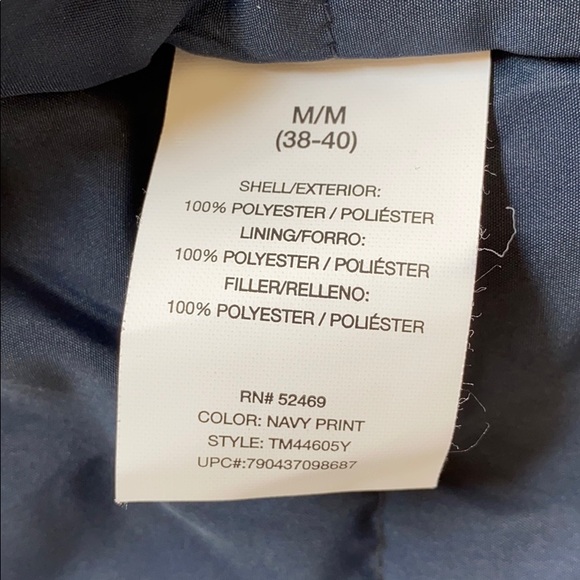 M/M
(38-40)
SHELL/EXTERIOR:
100% POLYESTER / POLIÉSTER
LINING/FORRO:
100% POLYESTER / POLIÉSTER
FILLER/RELLENO:
100% POLYESTER / POLIÉSTER
RN# 52469
COLOR: NAVY PRINT
STYLE: TM44605Y
UPC#:790437098687